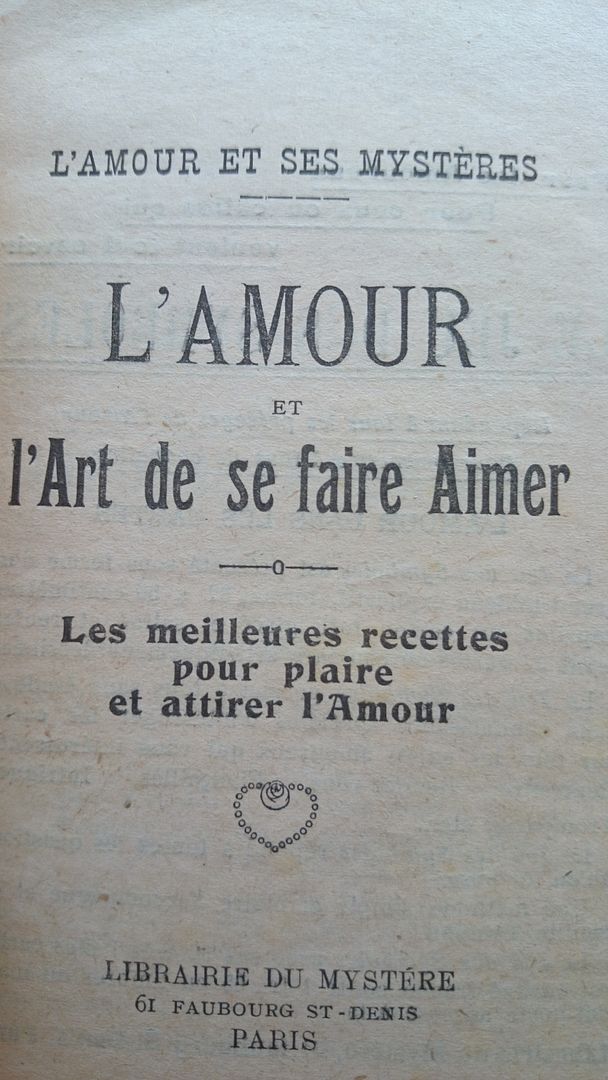 L'AMOUR ET SES MYSTÈRES
L'AMOUR
ET
l'Art de se faire Aimer
Les meilleures recettes
pour plaire
et attirer l'Amour
LIBRAIRIE DU MYSTÉRE
61 FAUBOURG ST-DENIS
PARIS